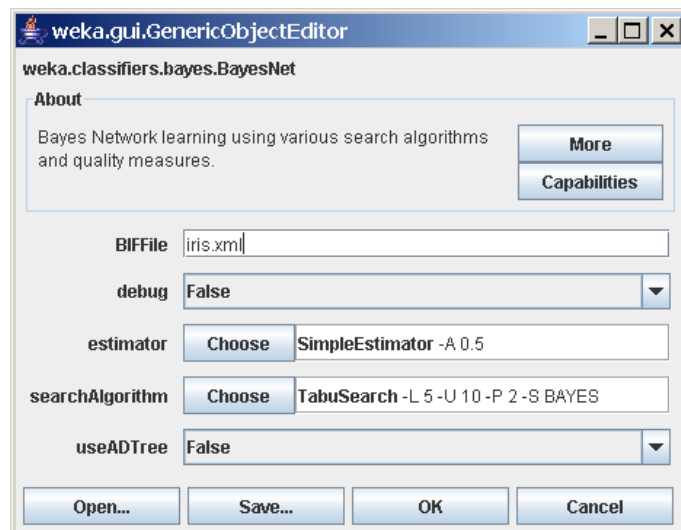 weka.gui.GenericObjectEditor
weka.classifiers.bayes.BayesNet
About
Bayes Network learning using various search algorithms
and quality measures.
More
Capabilities
BIFFile iris.xml
debug False
estimator Choose SimpleEstimator -A 0.5
searchAlgorithm Choose TabuSearch -L 5 -U 10 -P 2 -S BAYES
useADTree False
Open... Save... OK Cancel